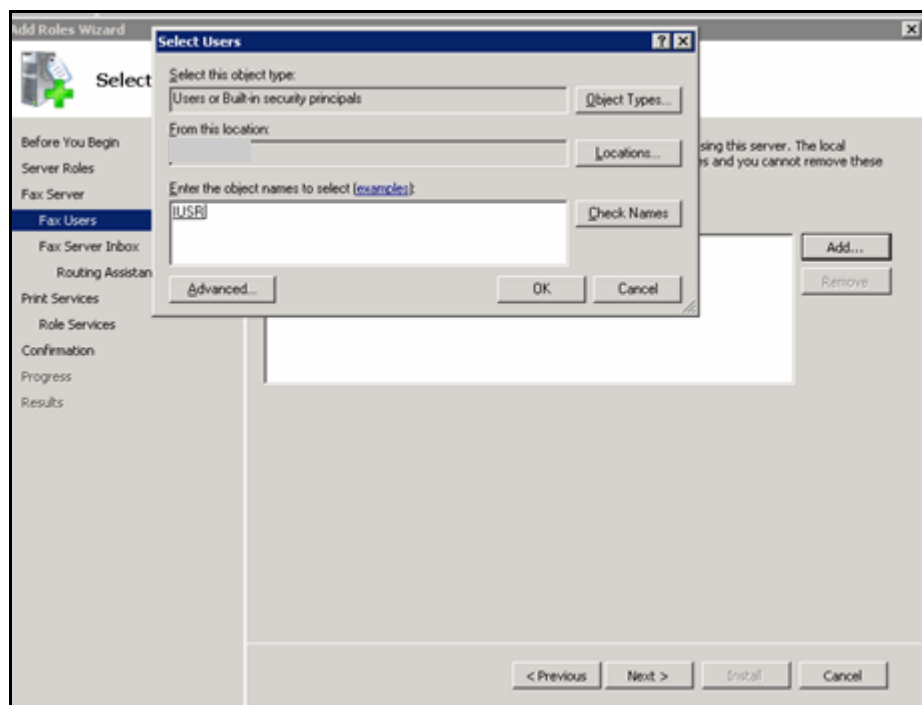 Add Roles Wizard
Select
Select Users
Select this object type:
Users or Built-in security principals
Object Types...
From this location:
Locations...
Enter the object names to select (examples):
IUSR
Check Names
Advanced...
OK
Cancel
Before You Begin
Server Roles
Fax Server
Fax Users
Fax Server Inbox
Routing Assistan
Print Services
Role Services
Confirmation
Progress
Results
sing this server. The local
s and you cannot remove these
Add...
Remove
< Previous
Next >
Install
Cancel